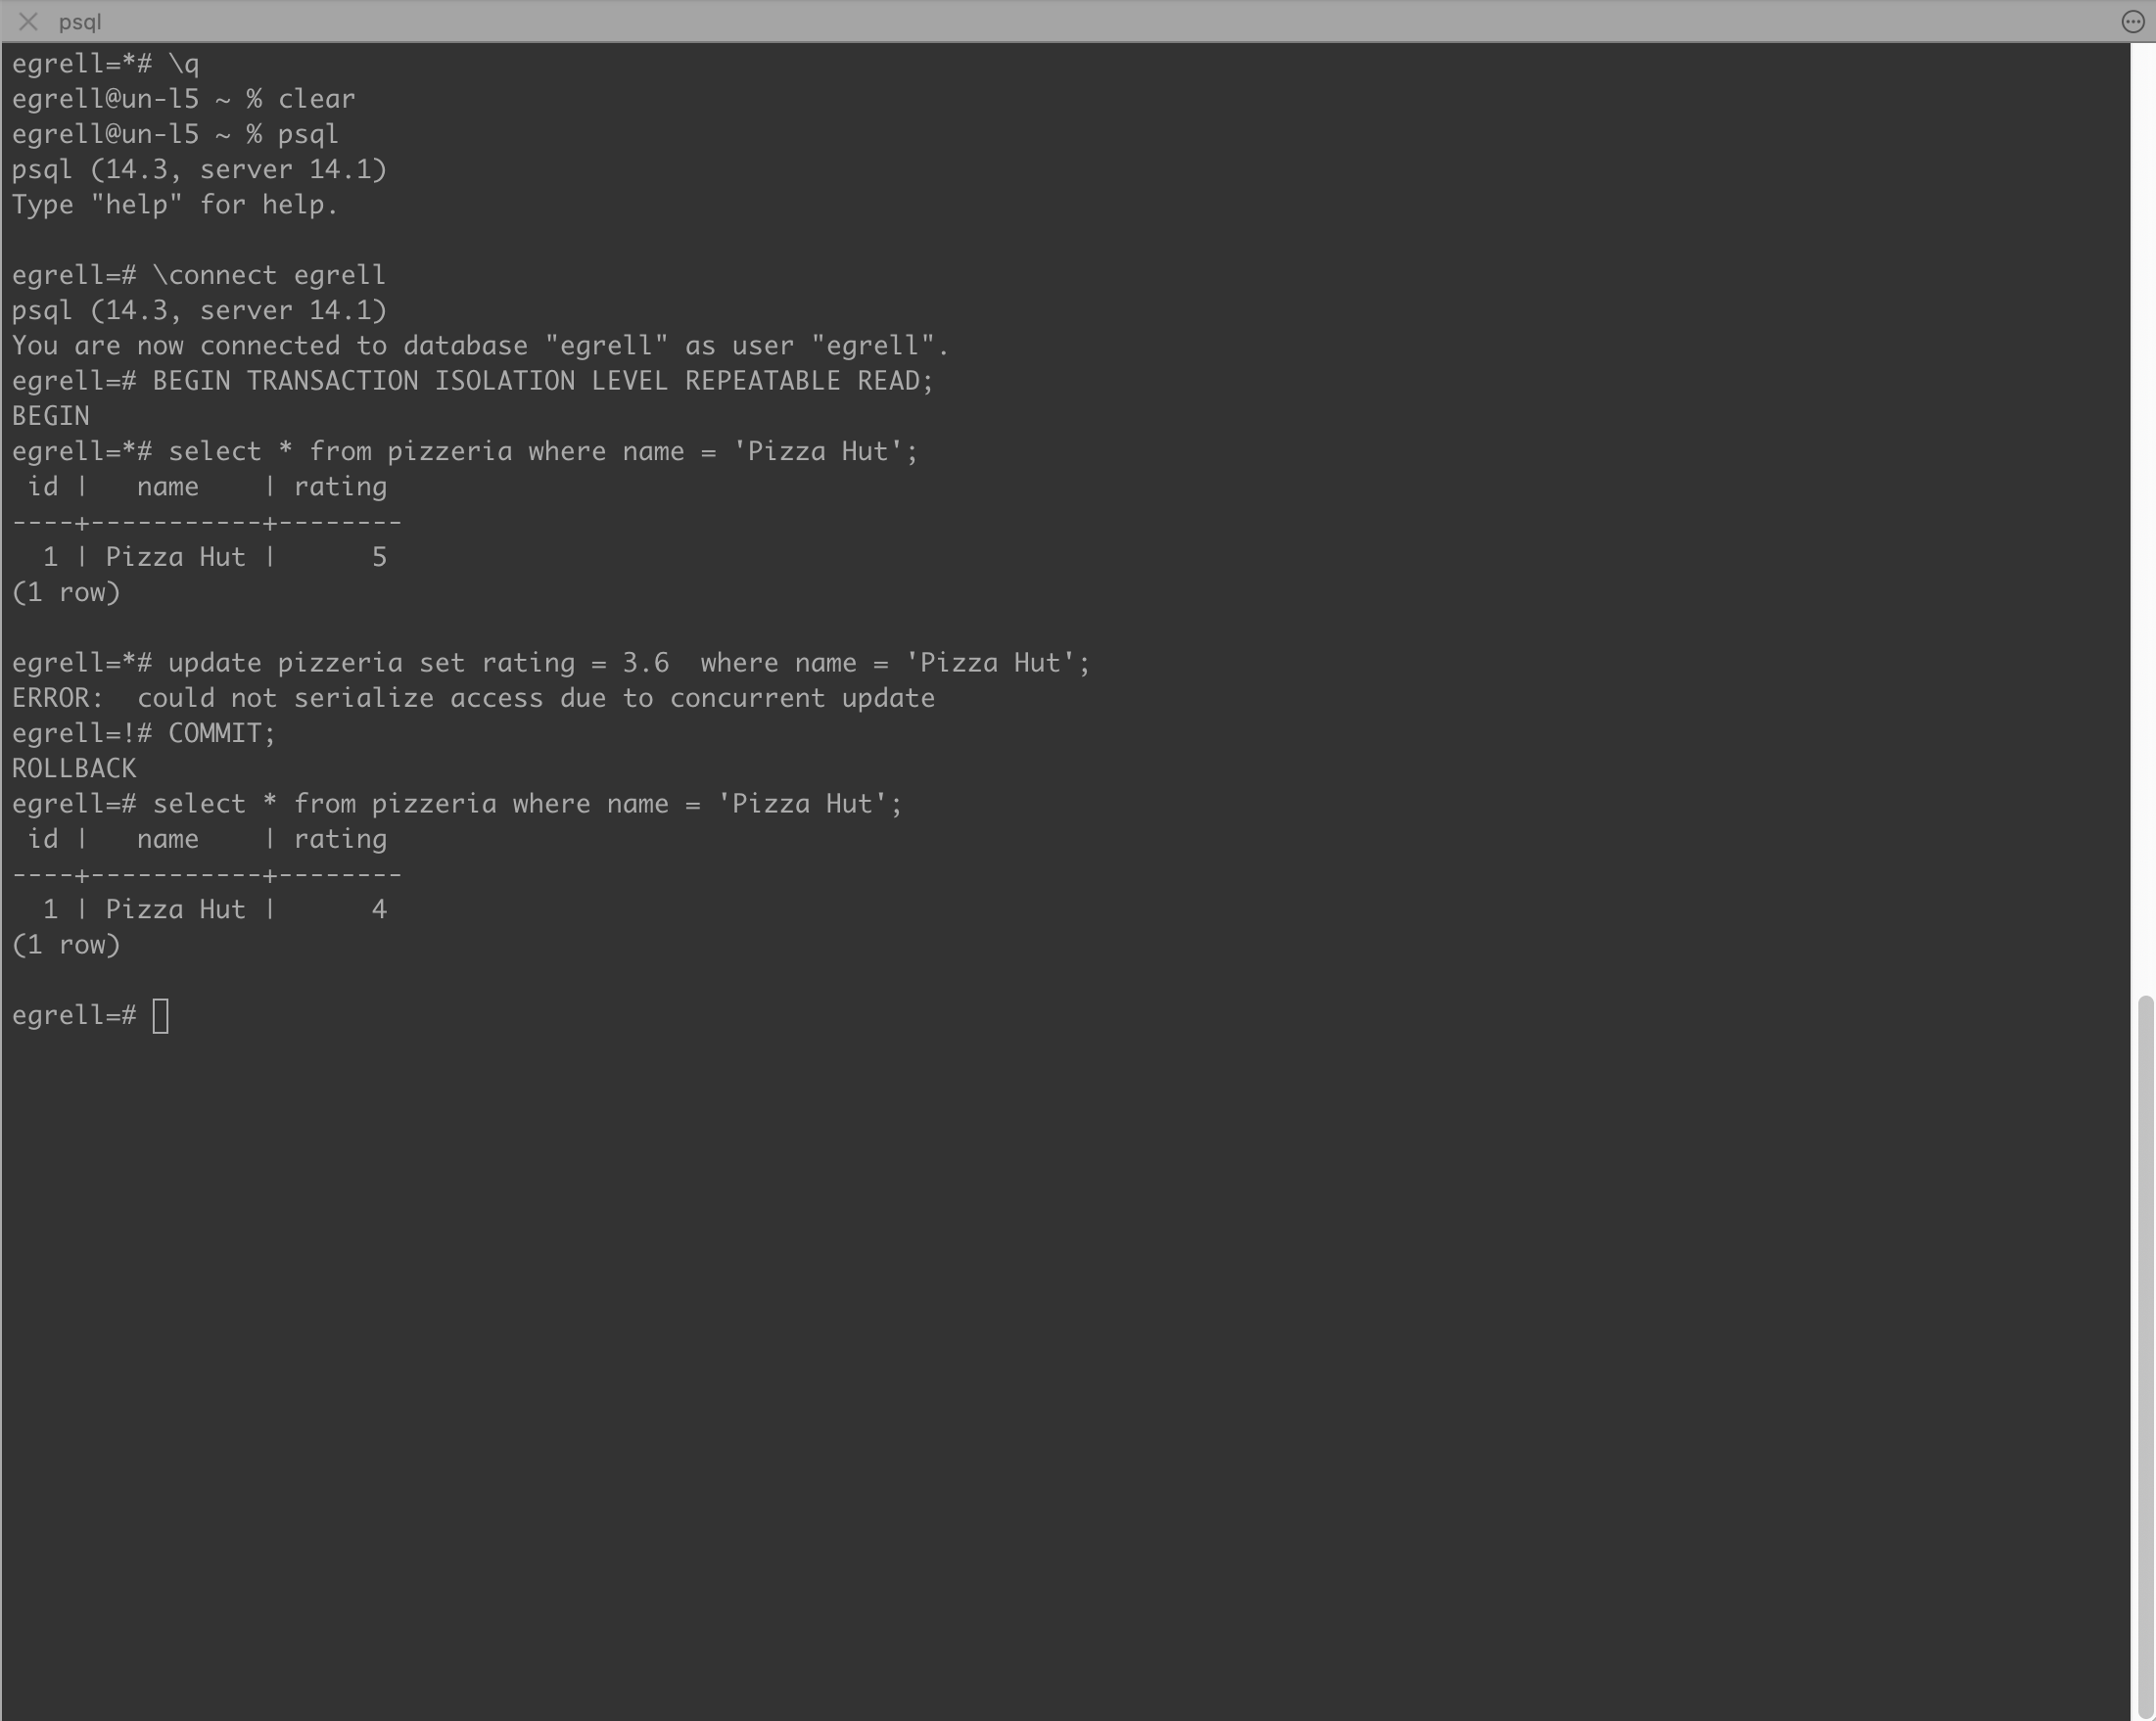 psql
egrell=*# \q
egrell@un-l5 ~ % clear
egrell@un-l5 ~ % psql
psql (14.3, server 14.1)
Type "help" for help.
egrell=# \connect egrell
psql (14.3, server 14.1)
You are now connected to database "egrell" as user "egrell".
egrell=# BEGIN TRANSACTION ISOLATION LEVEL REPEATABLE READ;
BEGIN
egrell=*# select * from pizzeria where name = 'Pizza Hut';
 id |   name    | rating
----+-----------+--------
  1 | Pizza Hut |      5
(1 row)
egrell=*# update pizzeria set rating = 3.6  where name = 'Pizza Hut';
ERROR:  could not serialize access due to concurrent update
egrell=!# COMMIT;
ROLLBACK
egrell=# select * from pizzeria where name = 'Pizza Hut';
 id |   name    | rating
----+-----------+--------
  1 | Pizza Hut |      4
(1 row)
egrell=#